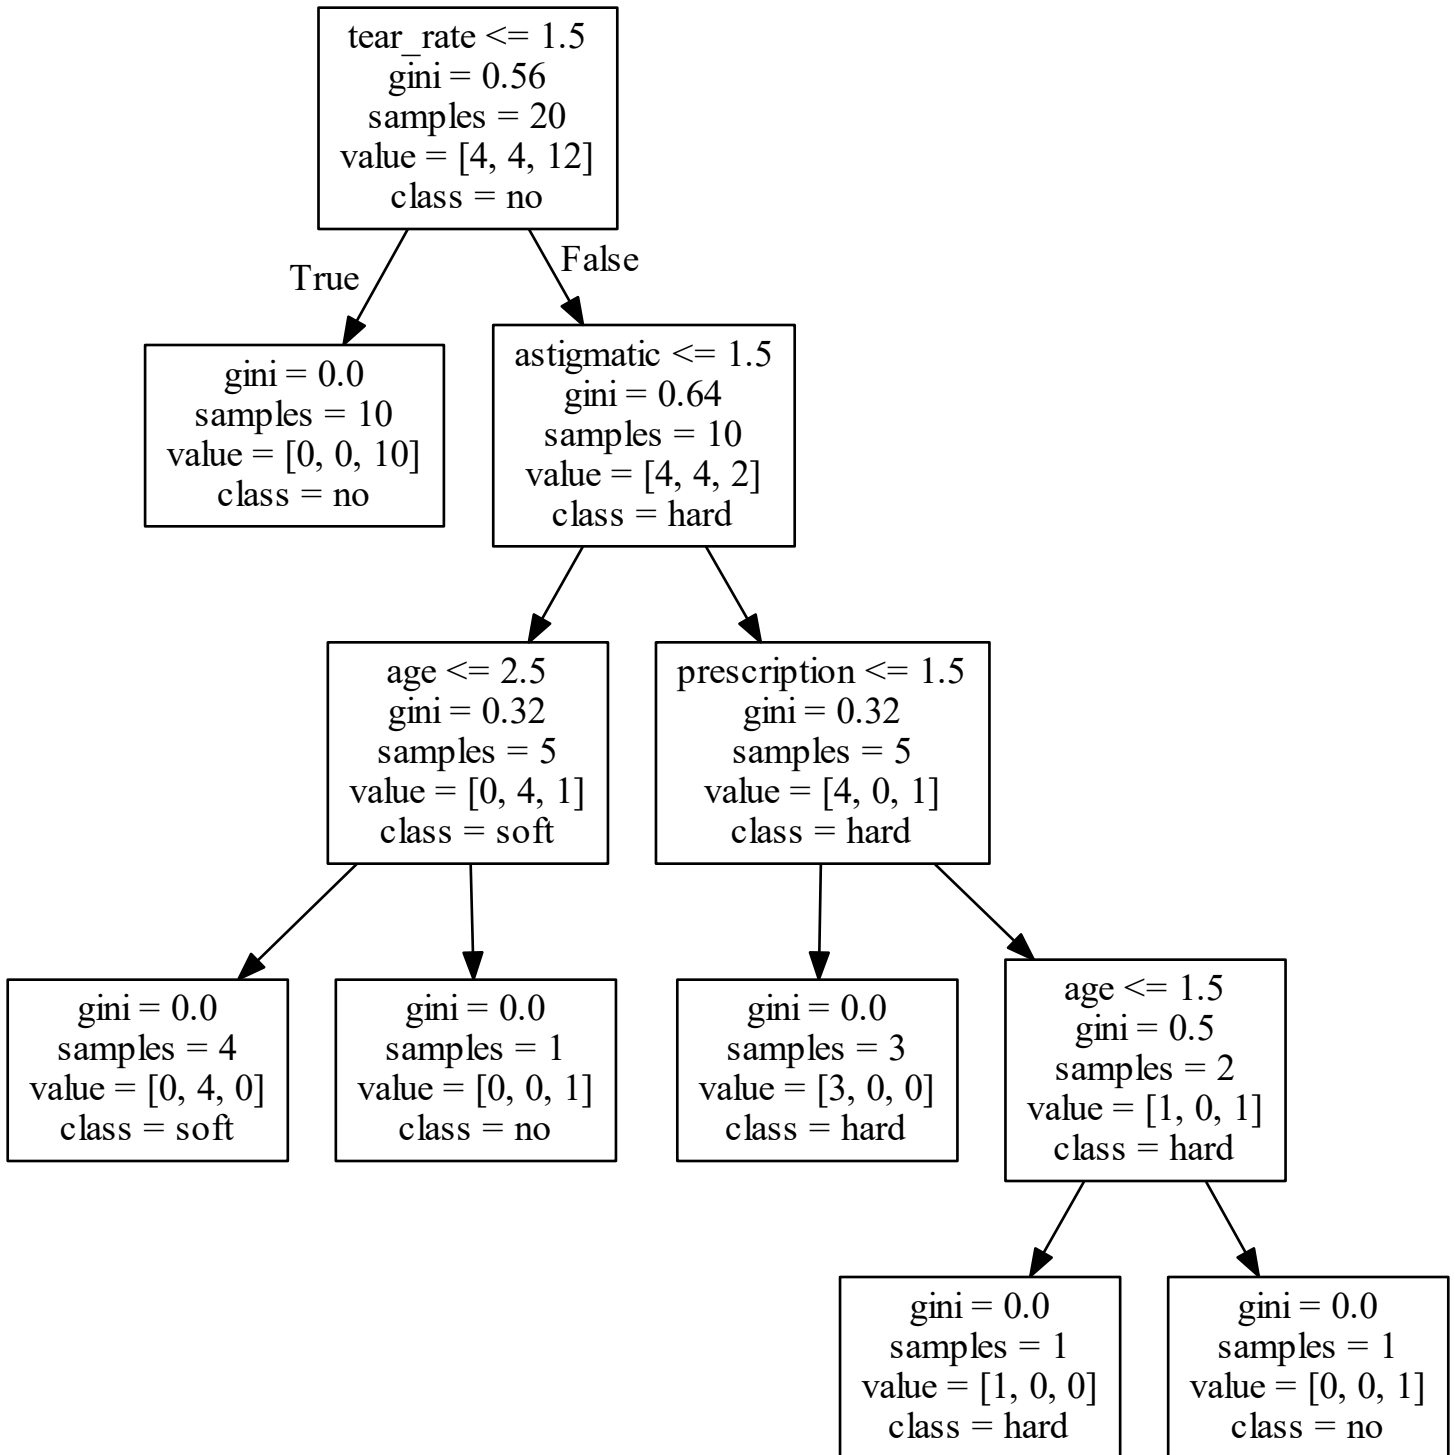 tear_rate <= 1.5
gini = 0.56
samples = 20
value = [4, 4, 12]
class = no
True
False
gini = 0.0
samples = 10
value = [0, 0, 10]
class = no
astigmatic <= 1.5
gini = 0.64
samples = 10
value = [4, 4, 2]
class = hard
age <= 2.5
gini = 0.32
samples = 5
value = [0, 4, 1]
class = soft
prescription <= 1.5
gini = 0.32
samples = 5
value = [4, 0, 1]
class = hard
gini = 0.0
samples = 4
value = [0, 4, 0]
class = soft
gini = 0.0
samples = 1
value = [0, 0, 1]
class = no
gini = 0.0
samples = 3
value = [3, 0, 0]
class = hard
age <= 1.5
gini = 0.5
samples = 2
value = [1, 0, 1]
class = hard
gini = 0.0
samples = 1
value = [1, 0, 0]
class = hard
gini = 0.0
samples = 1
value = [0, 0, 1]
class = no